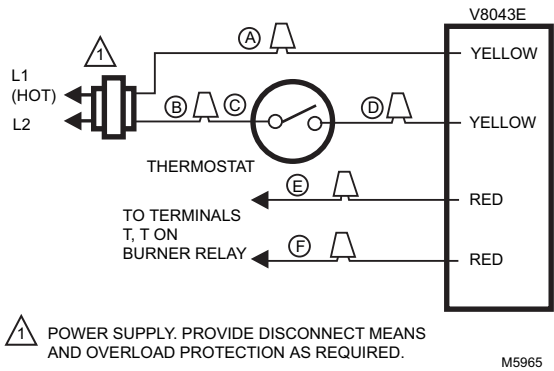 V8043E
A
1
YELLOW
L1
(HOT)
B
C
D
L2
YELLOW
THERMOSTAT
E
RED
TO TERMINALS
T, T ON
BURNER RELAY
F
RED
1 POWER SUPPLY. PROVIDE DISCONNECT MEANS
AND OVERLOAD PROTECTION AS REQUIRED.
M5965